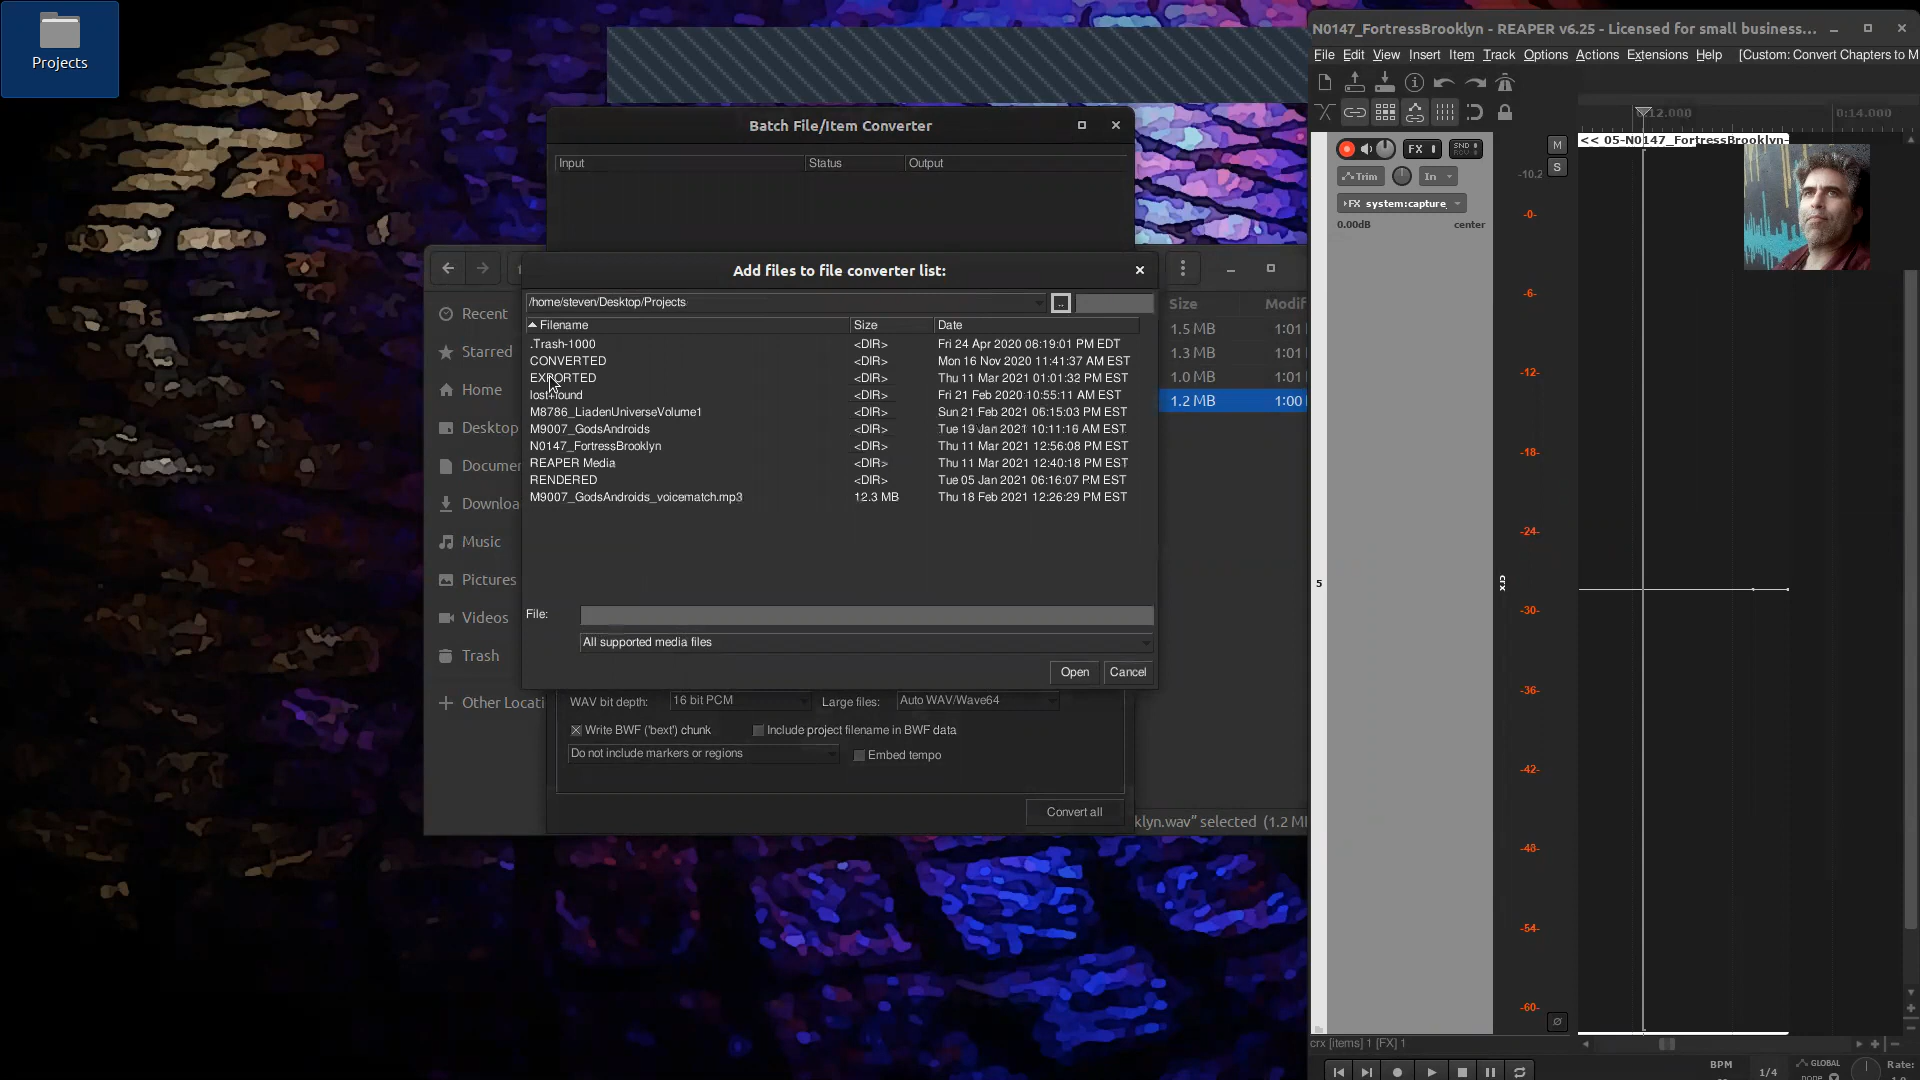 Projects
Batch File/Item Converter
Input
Status
Output
Add files to file converter list:
/home/steven/Desktop/Projects
..
Filename
Size
Date
.Trash-1000
<DIR>
Fri 24 Apr 2020 06:19:01 PM EDT
CONVERTED
<DIR>
Mon 16 Nov 2020 11:41:37 AM EST
EXPORTED
<DIR>
Thu 11 Mar 2021 01:01:32 PM EST
lost+found
<DIR>
Fri 21 Feb 2020 10:55:11 AM EST
M8786_LiadenUniverseVolume1
<DIR>
Sun 21 Feb 2021 06:15:03 PM EST
M9007_GodsAndroids
<DIR>
Tue 19 Jan 2021 10:11:16 AM EST
N0147_FortressBrooklyn
<DIR>
Thu 11 Mar 2021 12:56:08 PM EST
REAPER Media
<DIR>
Thu 11 Mar 2021 12:40:18 PM EST
RENDERED
<DIR>
Tue 05 Jan 2021 06:16:07 PM EST
M9007_GodsAndroids_voicematch.mp3
12.3 MB
Thu 18 Feb 2021 12:26:29 PM EST
File:
All supported media files
Open
Cancel
Recent
Starred
Home
Desktop
Docume
Downloa
Music
Pictures
Videos
Trash
Other Locati
Size
Modif
1.5 MB
1:01
1.3 MB
1:01
1.0 MB
1:01
1.2 MB
1:00
WAV bit depth:
16 bit PCM
Large files:
Auto WAV/Wave64
Write BWF ('bext') chunk
Include project filename in BWF data
Do not include markers or regions
Embed tempo
Convert all
klyn.wav" selected (1.2 M
N0147_FortressBrooklyn - REAPER v6.25 - Licensed for small business...
File Edit View Insert Item Track Options Actions Extensions Help [Custom: Convert Chapters to M
12.000
0:14.000
<< 05-N0147_FortressBrooklyn-
FX
SND
RCV
M
S
Trim
In
FX system:capture_
0.00dB
center
5
crx
-10.2
-0-
-6-
-12-
-18-
-24-
-30-
-36-
-42-
-48-
-54-
-60-
crx [items] 1 [FX] 1
BPM
1/4
GLOBAL
none
Rate: